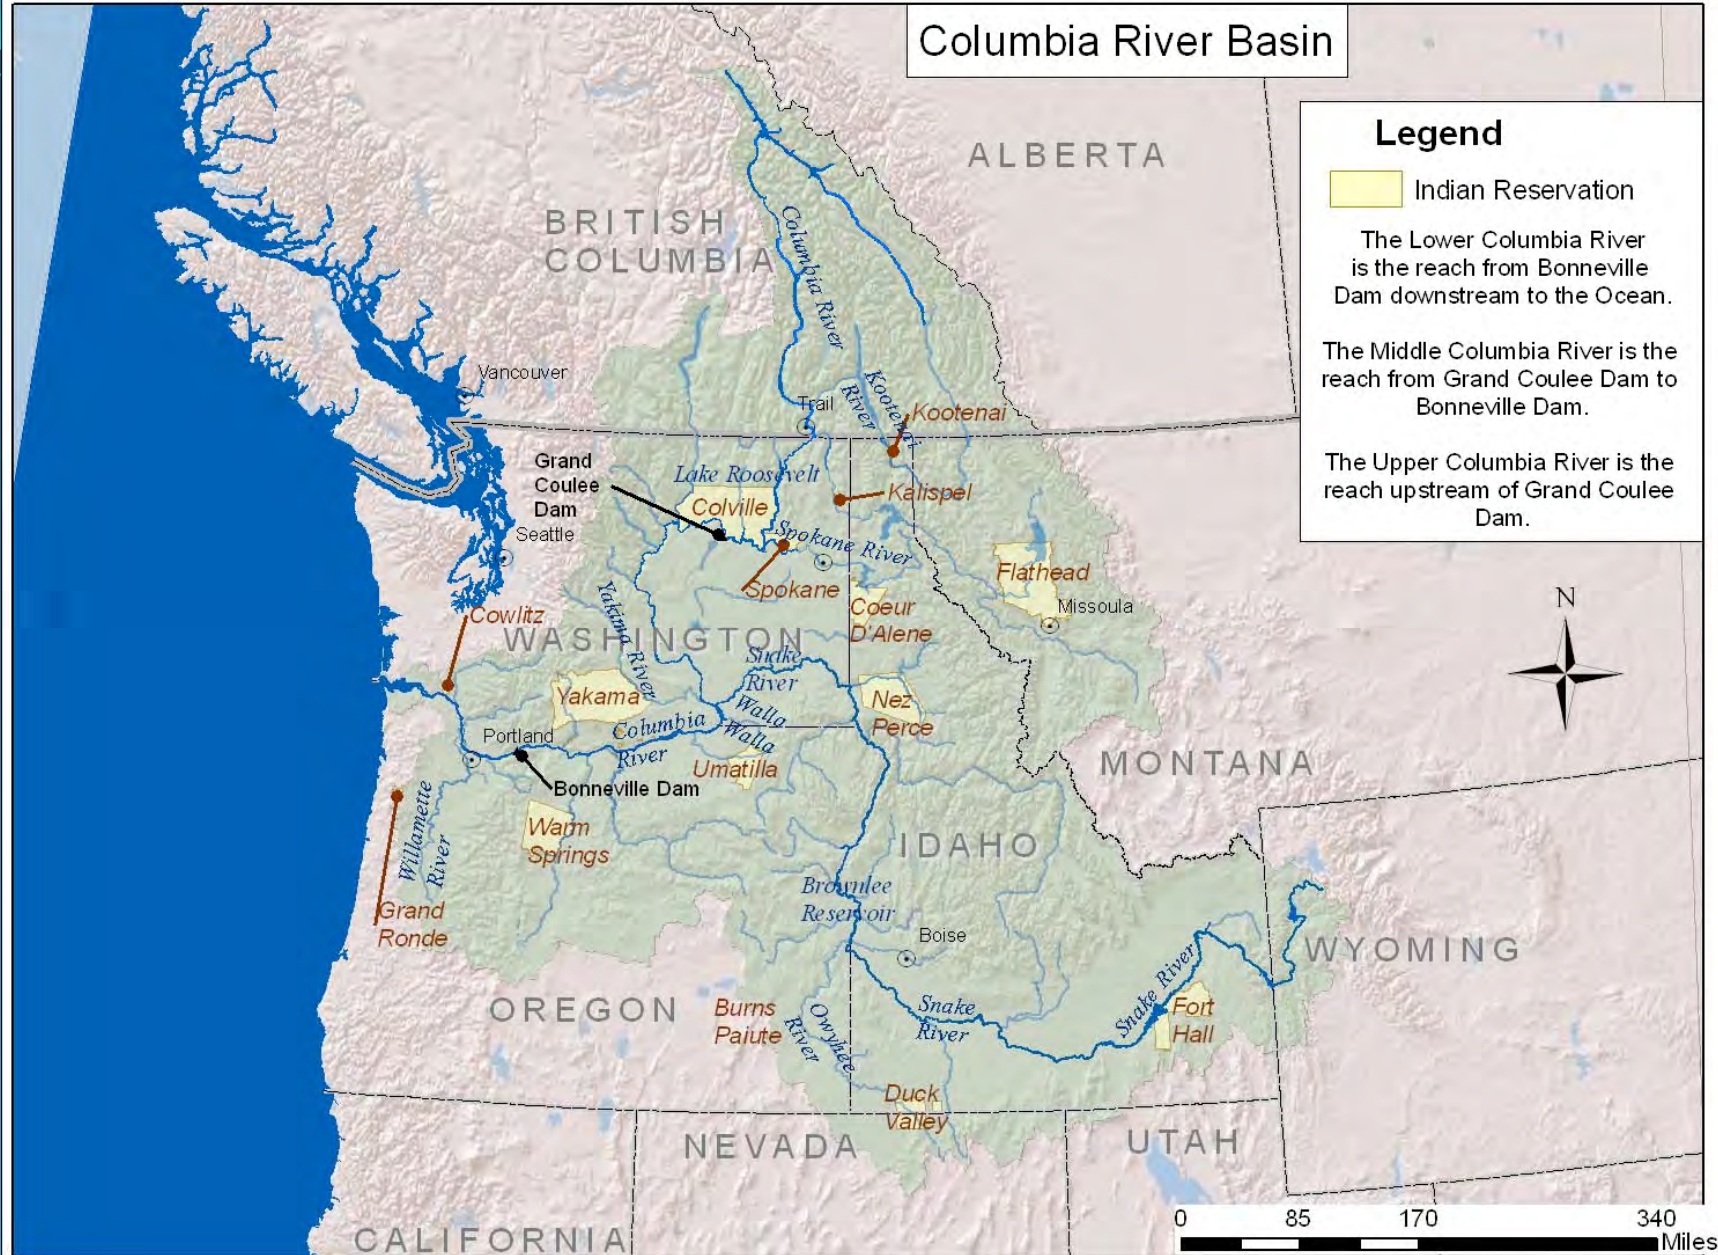 Columbia River Basin
Legend
Indian Reservation
The Lower Columbia River
is the reach from Bonneville
Dam downstream to the Ocean.
The Middle Columbia River is the
reach from Grand Coulee Dam to
Bonneville Dam.
The Upper Columbia River is the
reach upstream of Grand Coulee
Dam.
ALBERTA
BRITISH
COLUMBIA
Columbia River
Vancouver
Trail
Kootenai
River
Kootenai
Kalispel
Grand
Coulee
Dam
Lake Roosevelt
Colville
Seattle
Spokane River
Spokane
Flathead
Missoula
Coeur
D'Alene
N
Cowlitz
WASHINGTON
Yakima River
Snake
River
Yakama
Nez
Perce
Walla
Walla
Columbia
River
Portland
Umatilla
Bonneville Dam
MONTANA
Warm
Springs
Willamette
River
IDAHO
Brownlee
Reservoir
Grand
Ronde
Boise
WYOMING
OREGON
Burns
Paiute
Owyhee
River
Snake
River
Snake River
Fort
Hall
Duck
Valley
NEVADA
UTAH
CALIFORNIA
0 85 170 340
Miles